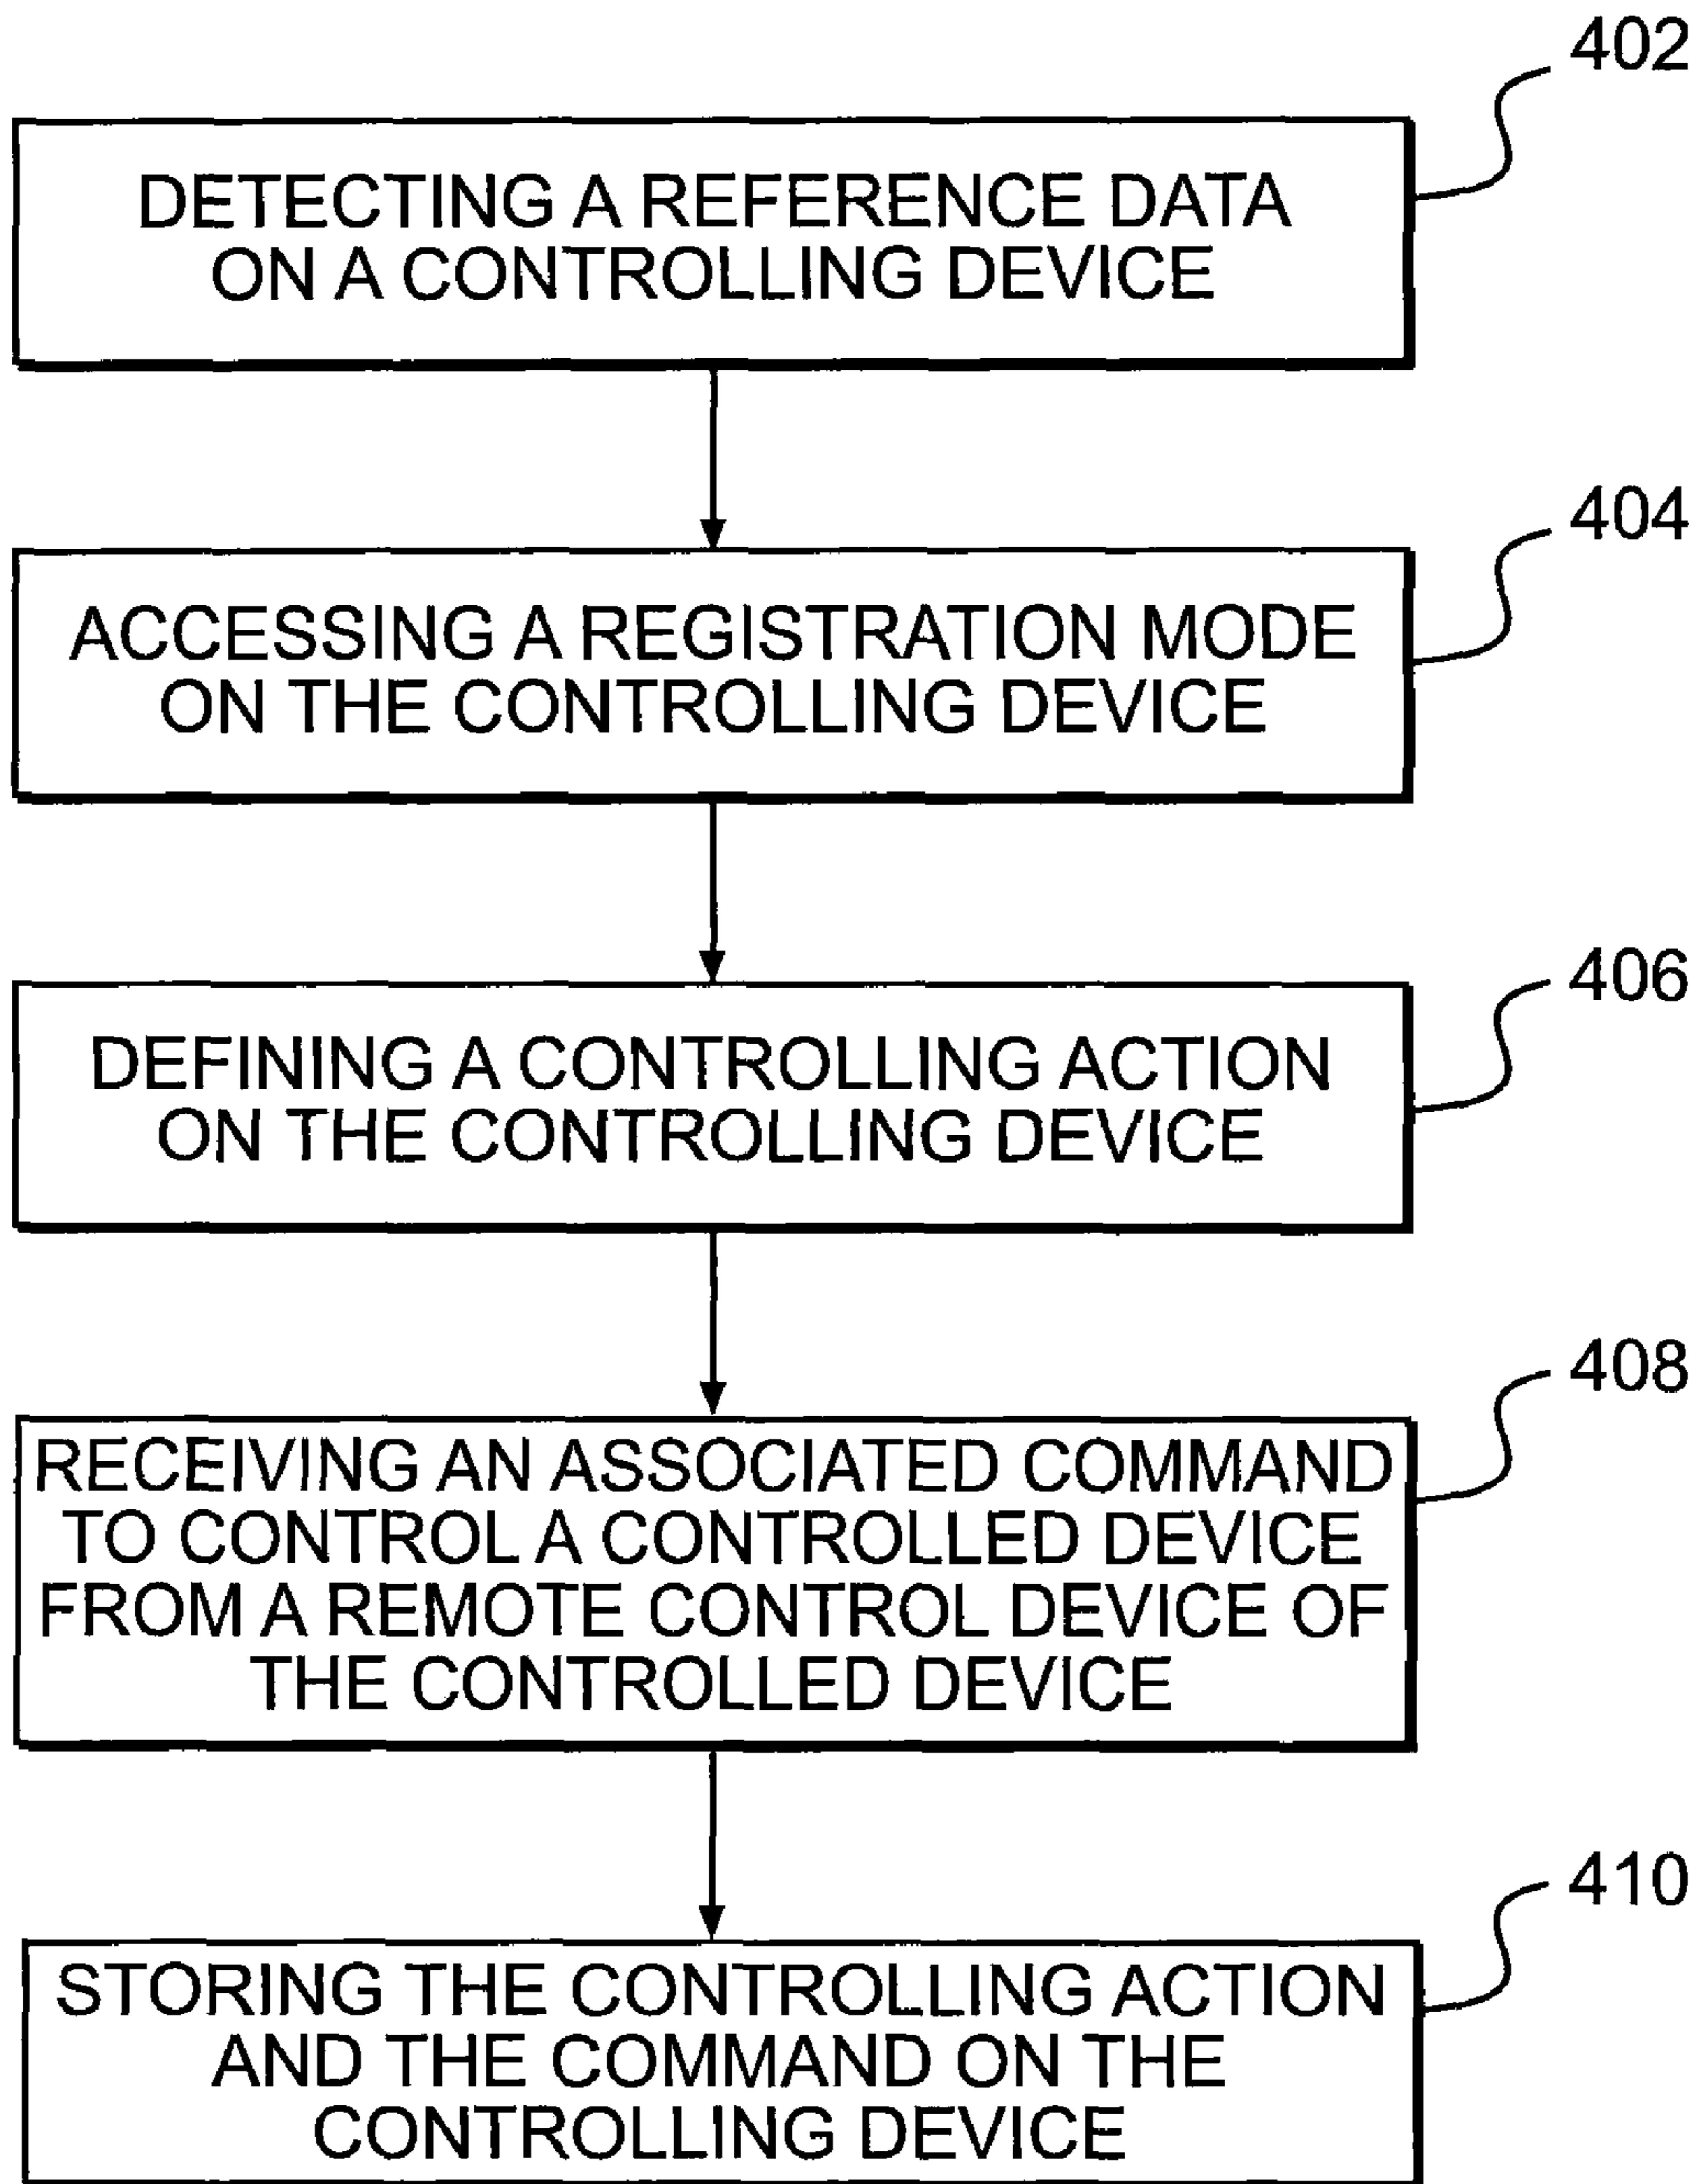 402
DETECTING A REFERENCE DATA
ON A CONTROLLING DEVICE
404
ACCESSING A REGISTRATION MODE
ON THE CONTROLLING DEVICE
406
DEFINING A CONTROLLING ACTION
ON THE CONTROLLING DEVICE
408
RECEIVING AN ASSOCIATED COMMAND
TO CONTROL A CONTROLLED DEVICE
FROM A REMOTE CONTROL DEVICE OF
THE CONTROLLED DEVICE
410
STORING THE CONTROLLING ACTION
AND THE COMMAND ON THE
CONTROLLING DEVICE